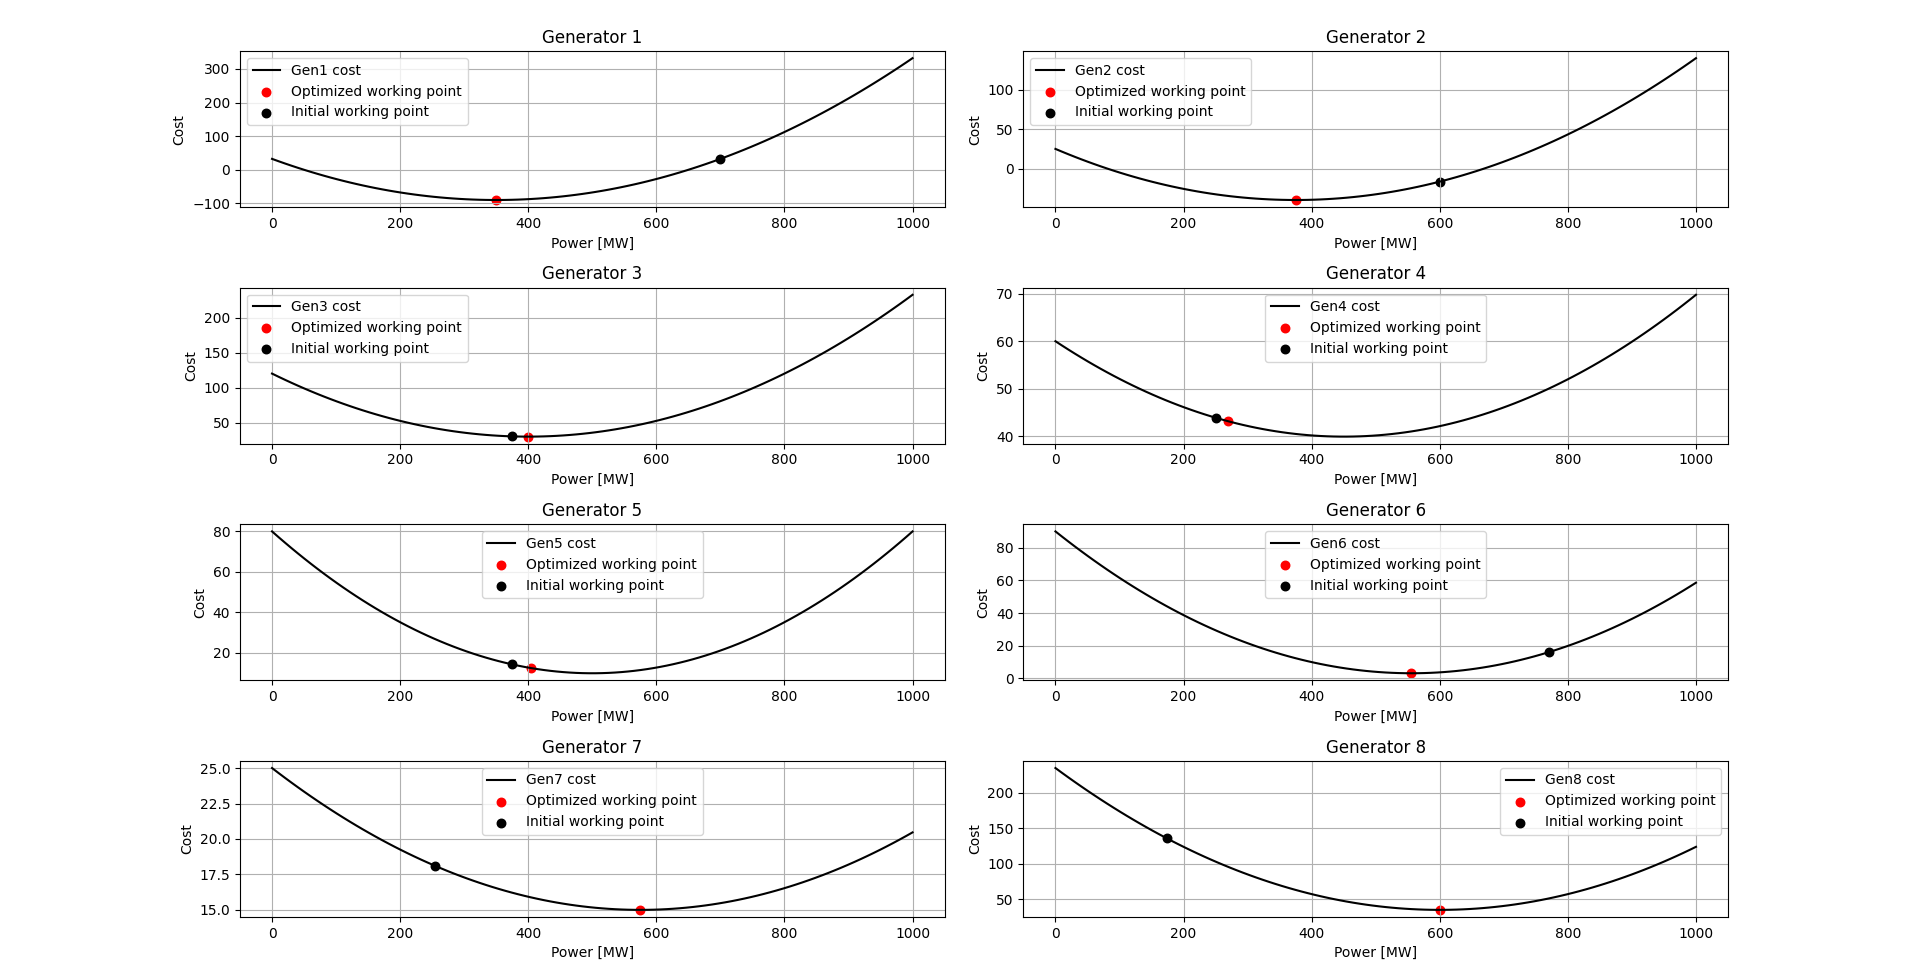 Generator 1
Gen1 cost
Optimized working point
Initial working point
300
200
100
0
−100
Cost
0 200 400 600 800 1000
Power [MW]
Generator 2
Gen2 cost
Optimized working point
Initial working point
100
50
0
Cost
0 200 400 600 800 1000
Power [MW]
Generator 3
Gen3 cost
Optimized working point
Initial working point
200
150
100
50
Cost
0 200 400 600 800 1000
Power [MW]
Generator 4
Gen4 cost
Optimized working point
Initial working point
70
60
50
40
Cost
0 200 400 600 800 1000
Power [MW]
Generator 5
Gen5 cost
Optimized working point
Initial working point
80
60
40
20
Cost
0 200 400 600 800 1000
Power [MW]
Generator 6
Gen6 cost
Optimized working point
Initial working point
80
60
40
20
0
Cost
0 200 400 600 800 1000
Power [MW]
Generator 7
Gen7 cost
Optimized working point
Initial working point
25.0
22.5
20.0
17.5
15.0
Cost
0 200 400 600 800 1000
Power [MW]
Generator 8
Gen8 cost
Optimized working point
Initial working point
200
150
100
50
Cost
0 200 400 600 800 1000
Power [MW]